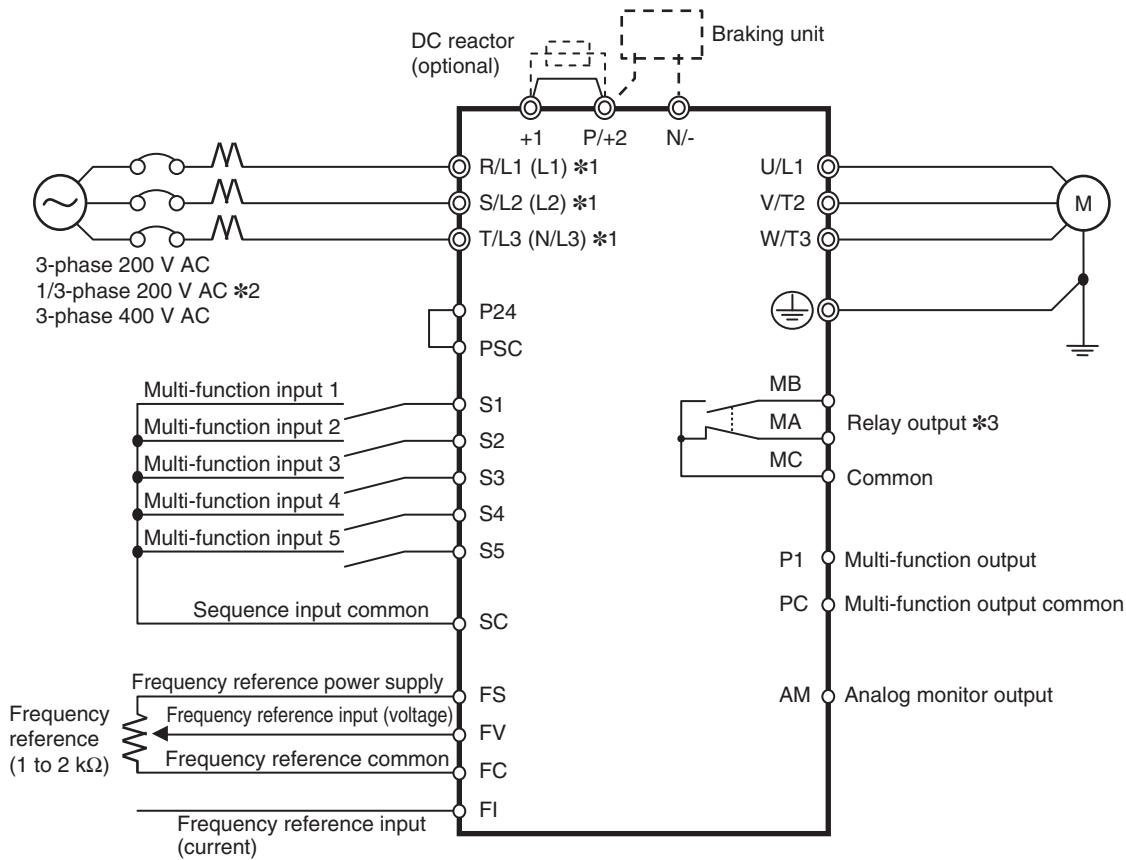 DC reactor
(optional)
Braking unit
+1
P/+2
N/-
R/L1 (L1) ✻1
S/L2 (L2) ✻1
T/L3 (N/L3) ✻1
3-phase 200 V AC
1/3-phase 200 V AC ✻2
3-phase 400 V AC
U/L1
V/T2
W/T3
M
P24
PSC
Multi-function input 1
S1
Multi-function input 2
S2
Multi-function input 3
S3
Multi-function input 4
S4
Multi-function input 5
S5
Sequence input common
SC
MB
MA
Relay output ✻3
MC
Common
P1
Multi-function output
PC
Multi-function output common
Frequency reference power supply
FS
AM
Analog monitor output
Frequency
reference
(1 to 2 kΩ)
Frequency reference input (voltage)
FV
Frequency reference common
FC
FI
Frequency reference input
(current)